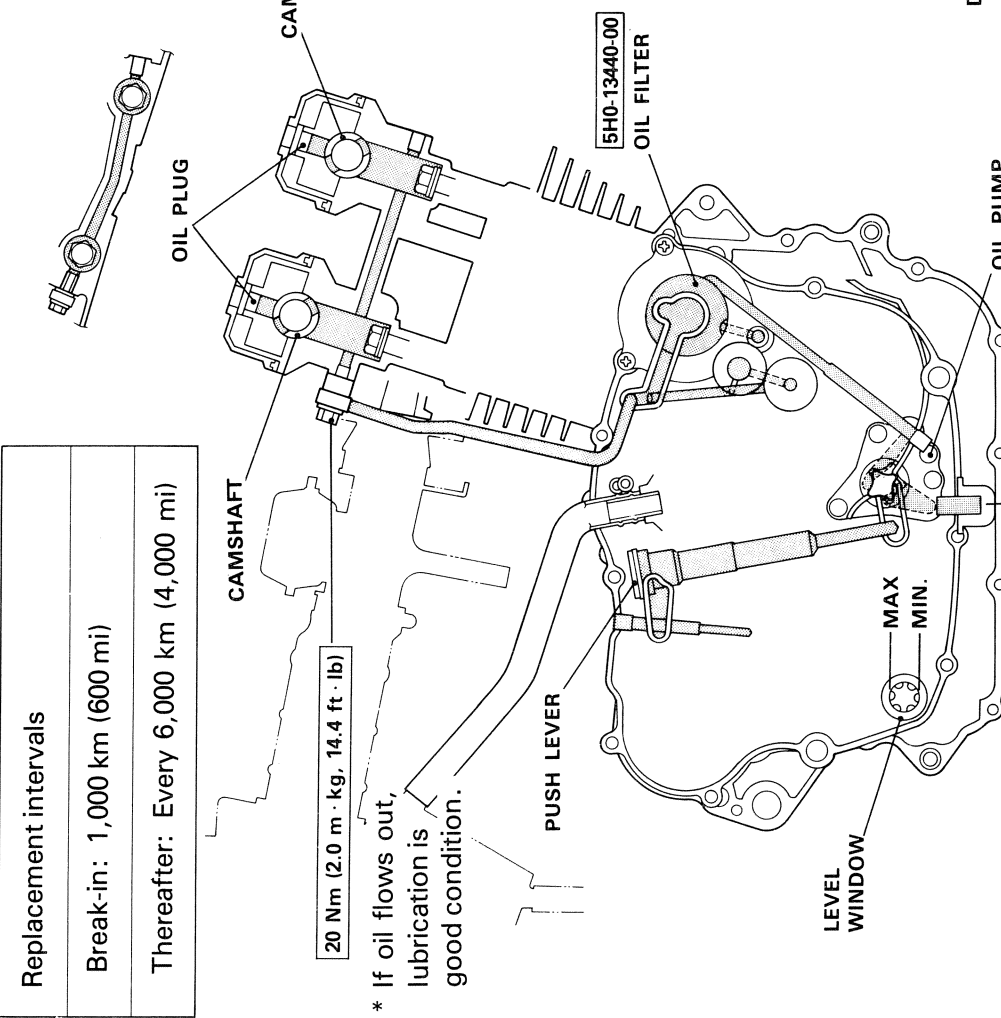 Replacement intervals
Break-in: 1,000 km (600 mi)
Thereafter: Every 6,000 km (4,000 mi)
20 Nm (2.0 m · kg, 14.4 ft · lb)
* If oil flows out,
lubrication is
good condition.
CAMSHAFT
OIL PLUG
5H0-13440-00
OIL FILTER
PUSH LEVER
MAX
MIN.
LEVEL
WINDOW
OIL PUMP